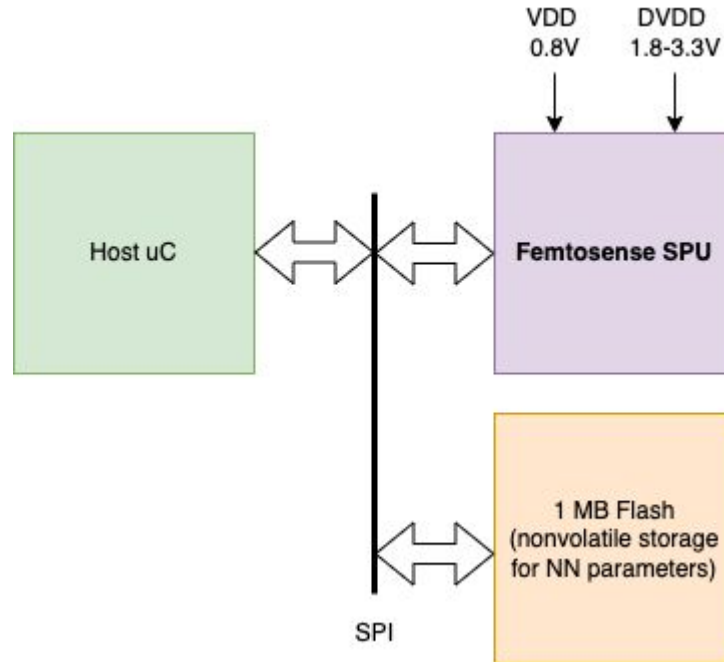 VDD
0.8V
DVDD
1.8-3.3V
Host uC
Femtosense SPU
1 MB Flash
(nonvolatile storage
for NN parameters)
SPI